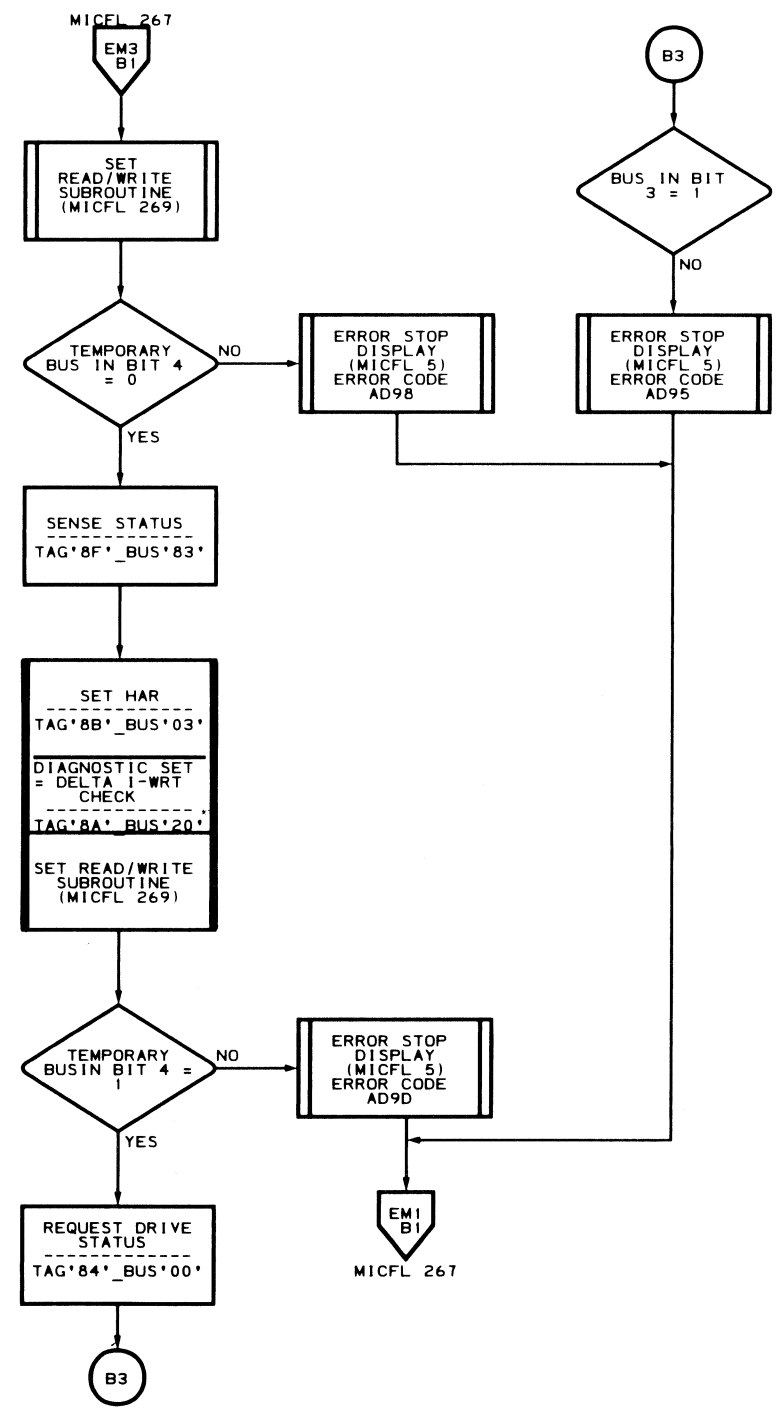 MICFL 267
EM3
B1
SET
READ/WRITE
SUBROUTINE
(MICFL 269)
TEMPORARY
BUS IN BIT 4
= 0
NO
YES
ERROR STOP
DISPLAY
(MICFL 5)
ERROR CODE
AD98
SENSE STATUS
TAG'8F'_BUS'83'
SET HAR
TAG'8B'_BUS'03'
DIAGNOSTIC SET
= DELTA I-WRT
CHECK
TAG'8A'_BUS'20'
SET READ/WRITE
SUBROUTINE
(MICFL 269)
TEMPORARY
BUSIN BIT 4 =
1
NO
YES
ERROR STOP
DISPLAY
(MICFL 5)
ERROR CODE
AD9D
REQUEST DRIVE
STATUS
TAG'84'_BUS'00'
B3
EM1
B1
MICFL 267
B3
BUS IN BIT
3 = 1
NO
ERROR STOP
DISPLAY
(MICFL 5)
ERROR CODE
AD95